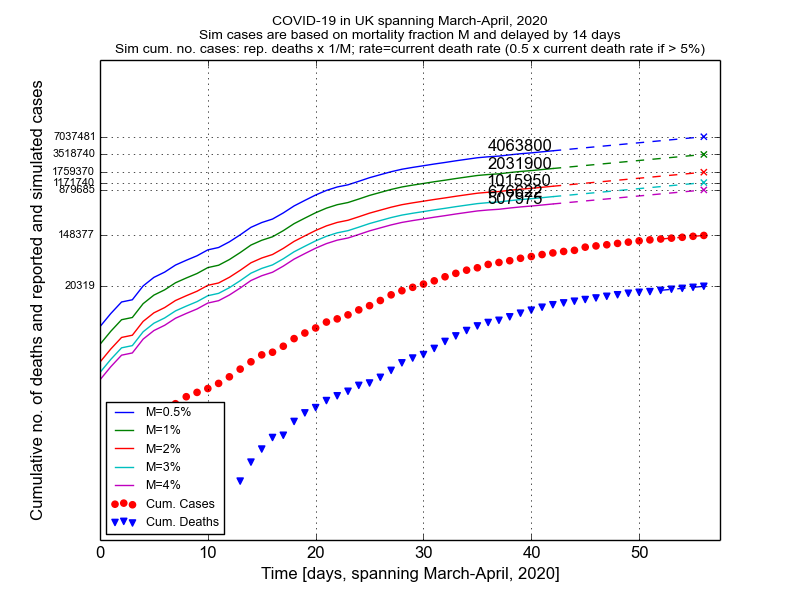 COVID-19 in UK spanning March-April, 2020
Sim cases are based on mortality fraction M and delayed by 14 days
Sim cum. no. cases: rep. deaths x 1/M; rate=current death rate (0.5 x current death rate if > 5%)
Cumulative no. of deaths and reported and simulated cases
7037481
3518740
1759370
1171740
879685
148377
20319
4063800
2031900
1015950
507975
M=0.5%
M=1%
M=2%
M=3%
M=4%
Cum. Cases
Cum. Deaths
0 10 20 30 40 50
Time [days, spanning March-April, 2020]